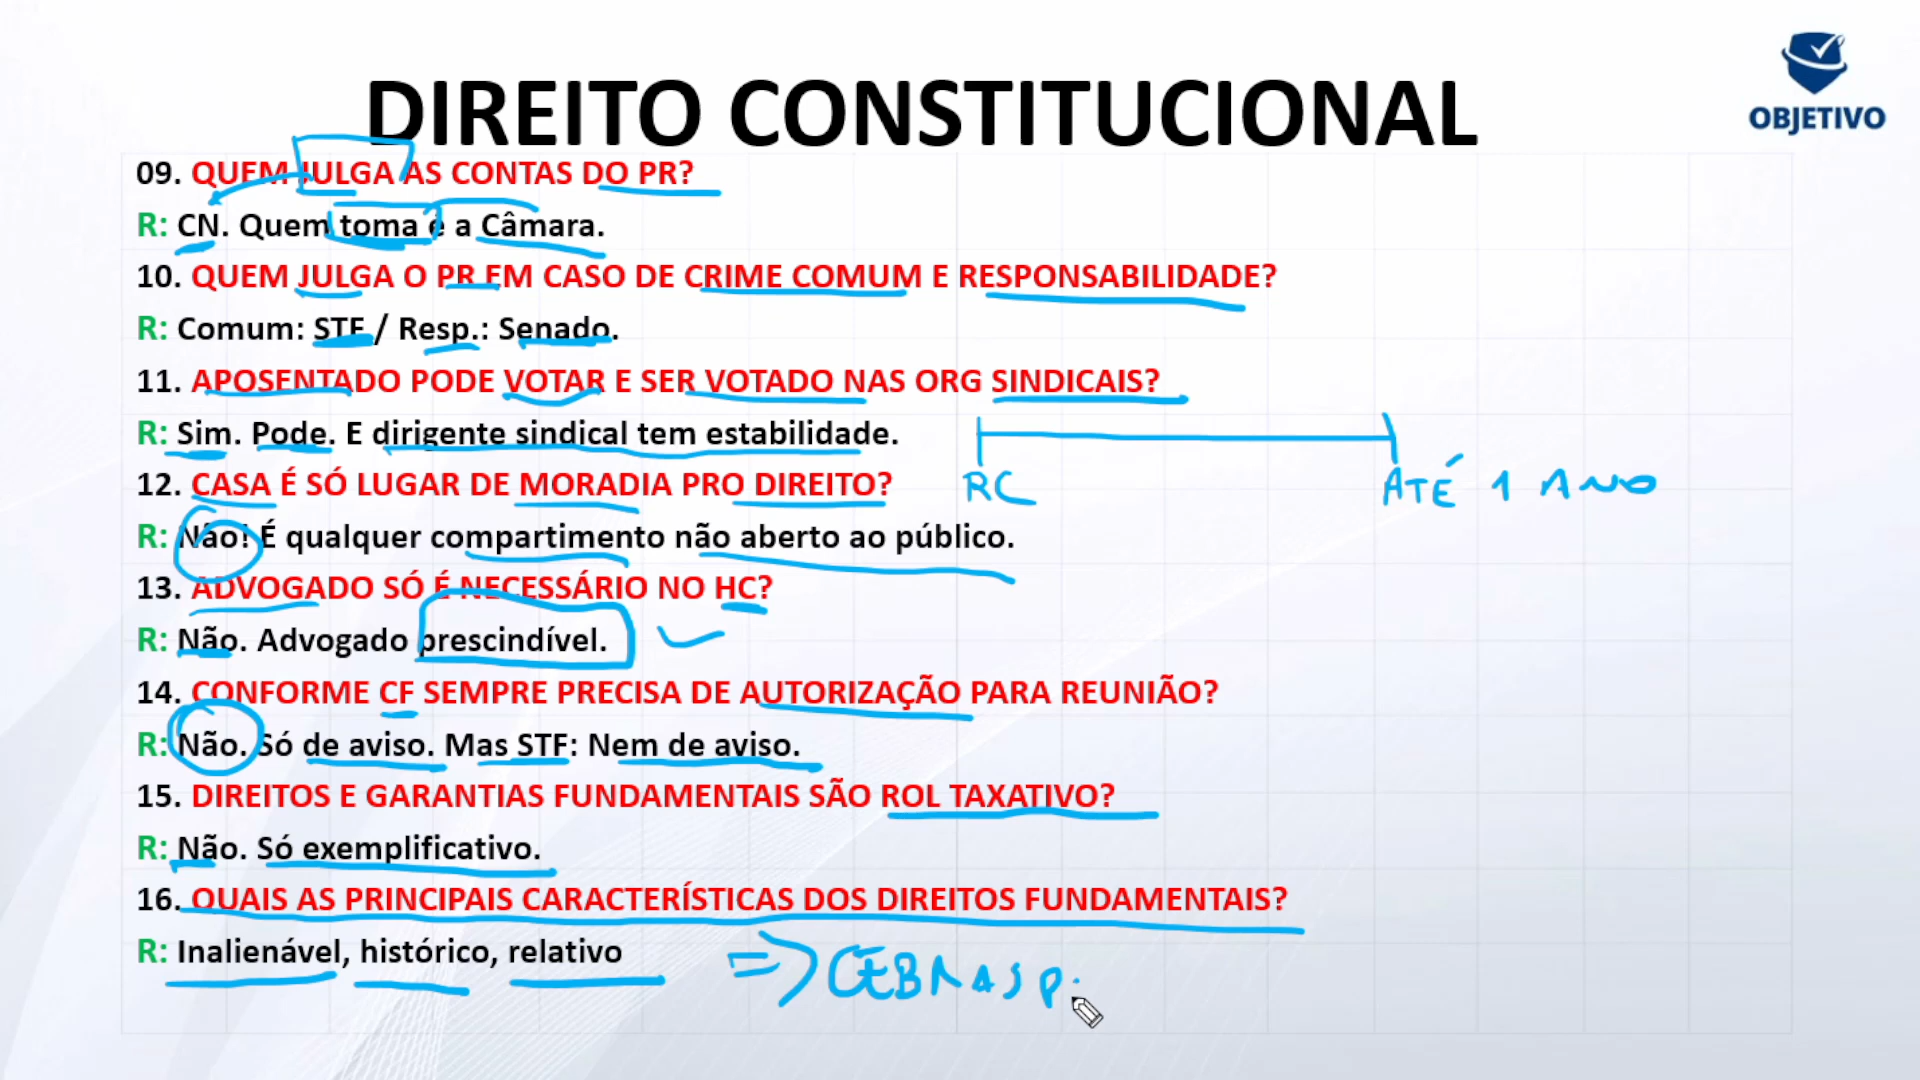 OBJETIVO
DIREITO CONSTITUCIONAL
09. QUEM JULGA AS CONTAS DO PR?
R: CN. Quem toma é a Câmara.
10. QUEM JULGA O PR EM CASO DE CRIME COMUM E RESPONSABILIDADE?
R: Comum: STF / Resp.: Senado.
11. APOSENTADO PODE VOTAR E SER VOTADO NAS ORG SINDICAIS?
R: Sim. Pode. E dirigente sindical tem estabilidade.
12. CASA É SÓ LUGAR DE MORADIA PRO DIREITO?
RC ATÉ 1 ANO
R: Não! É qualquer compartimento não aberto ao público.
13. ADVOGADO SÓ É NECESSÁRIO NO HC?
R: Não. Advogado prescindível.
14. CONFORME CF SEMPRE PRECISA DE AUTORIZAÇÃO PARA REUNIÃO?
R: Não. Só de aviso. Mas STF: Nem de aviso.
15. DIREITOS E GARANTIAS FUNDAMENTAIS SÃO ROL TAXATIVO?
R: Não. Só exemplificativo.
16. QUAIS AS PRINCIPAIS CARACTERÍSTICAS DOS DIREITOS FUNDAMENTAIS?
R: Inalienável, histórico, relativo
=> CEBRASP